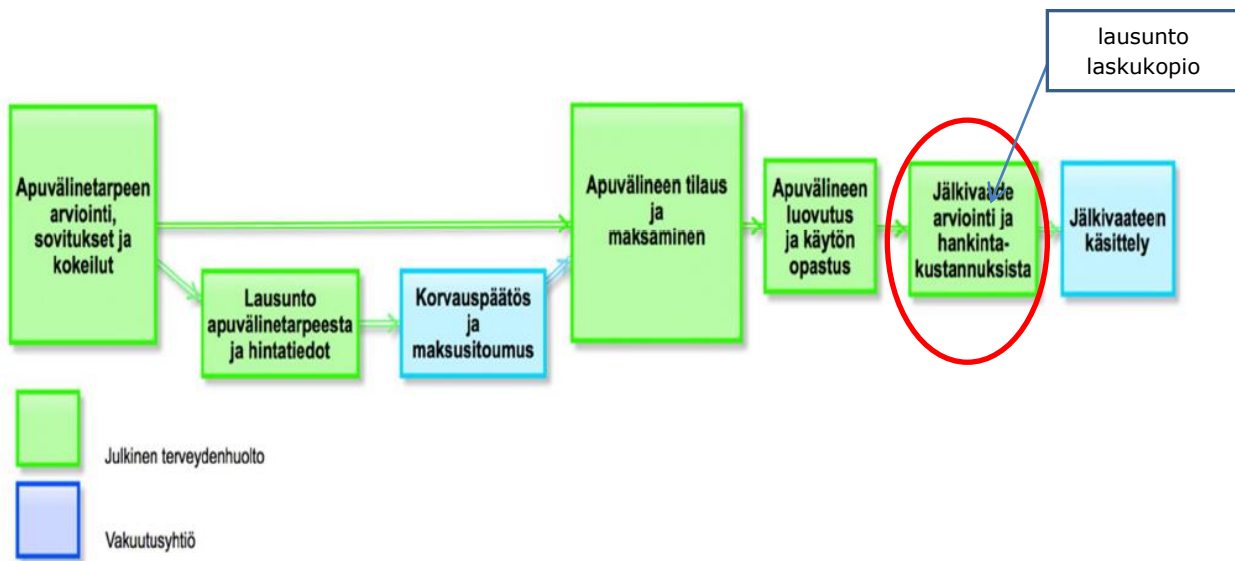 lausunto
laskukopio
Apuvälinetarpeen
arviointi,
sovitukset ja
kokeilut
Lausunto
apuvälinetarpeesta
ja hintatiedot
Korvauspäätös
ja
maksusitoumus
Apuvälineen tilaus
ja
maksaminen
Apuvälineen
luovutus
ja käytön
opastus
Jälkivaade
arviointi ja
hankinta-
kustannuksista
Jälkivaateen
käsittely
Julkinen terveydenhuolto
Vakuutusyhtiö